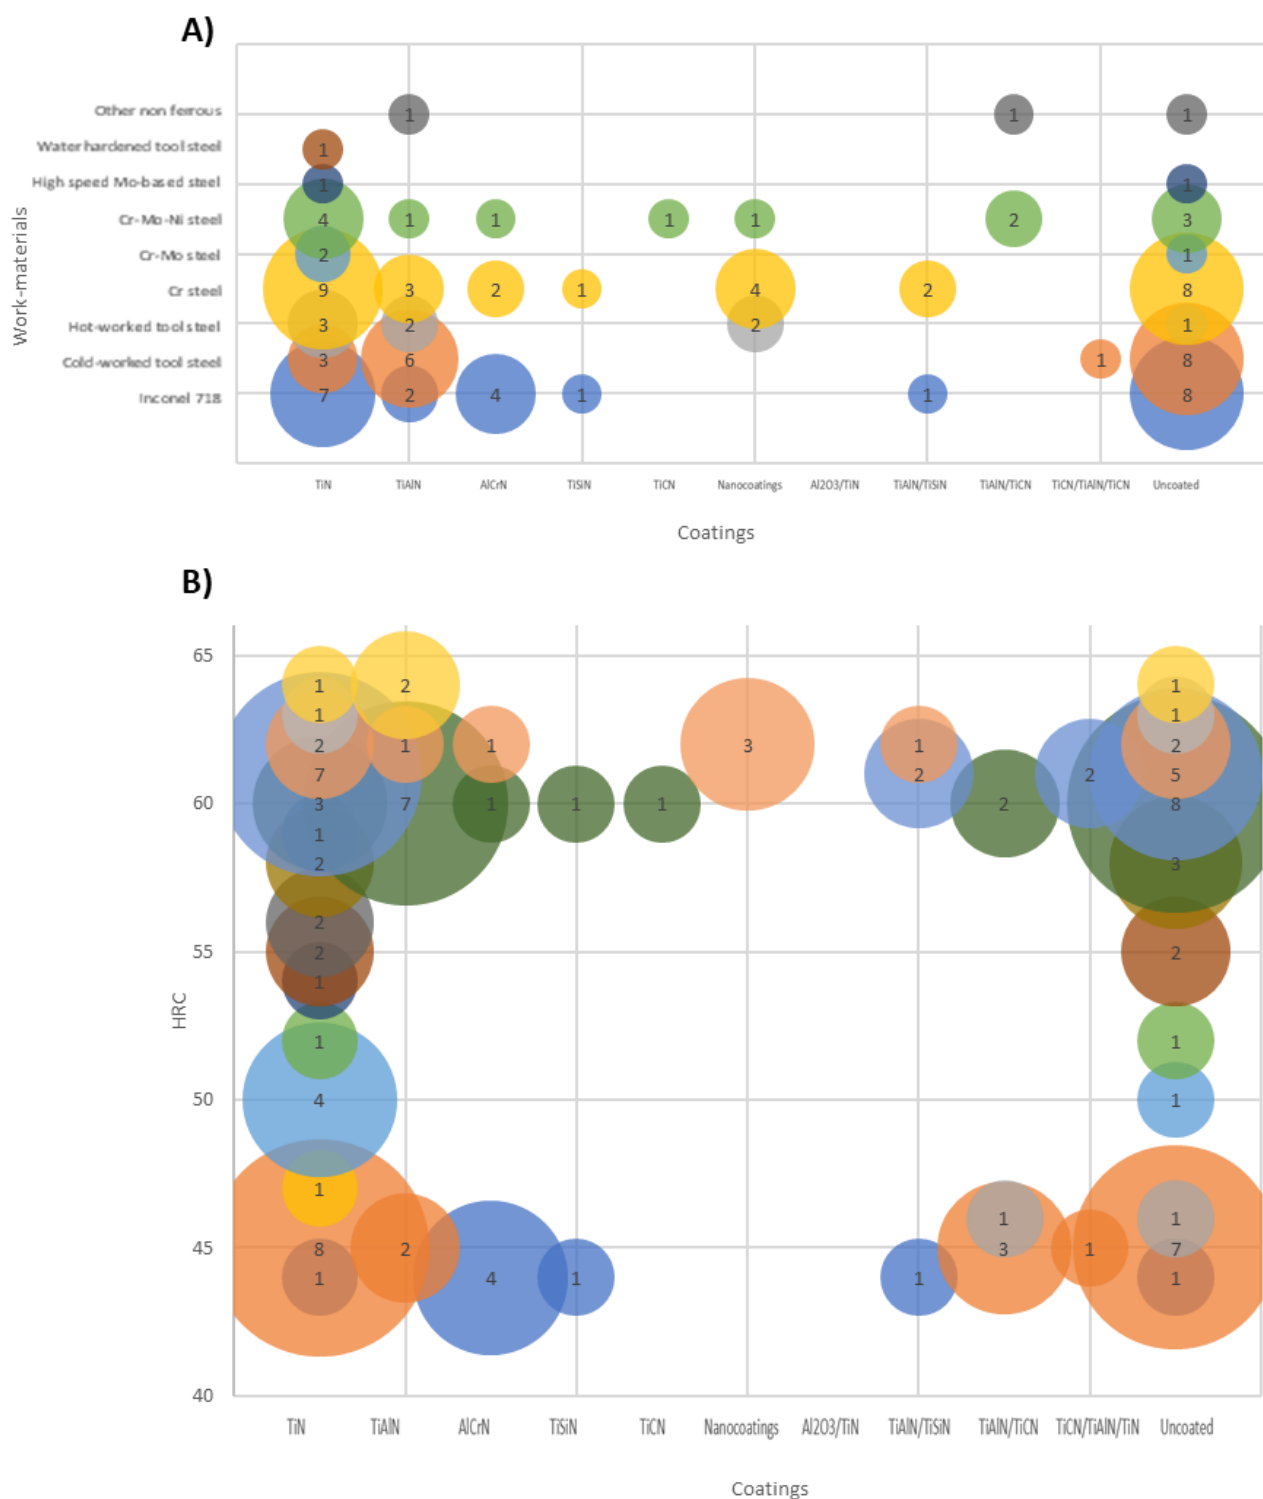 A)
Other non ferrous 1 1 1
Water hardened tool steel 1
High speed Mo-based steel 1 1
Cr-Mo-Ni steel 4 1 1 1 1 2 3
Cr-Mo steel 2 1
Cr steel 9 3 2 1 4 2 8
Hot-worked tool steel 3 2 2 1
Cold-worked tool steel 3 6 1 8
Inconel 718 7 2 4 1 1 8
Work-materials
TiN TiAlN AlCrN TiSiN TiCN Nanocoatings Al2O3/TiN TiAlN/TiSiN TiAlN/TiCN TiCN/TiAlN/TiCN Uncoated
Coatings
B)
65
1 2 1
1 1
2 1 1 3 1 2
7 2 2 5
60 3 7 1 1 1 2 8
1
2 3
2
55 2 2
1
1 1
50 4 1
1
1 1
45 8 2 3 1 7
1 4 1 1 1
40
HRC
TiN TiAlN AlCrN TiSiN TiCN Nanocoatings Al2O3/TiN TiAlN/TiSiN TiAlN/TiCN TiCN/TiAlN/TiN Uncoated
Coatings